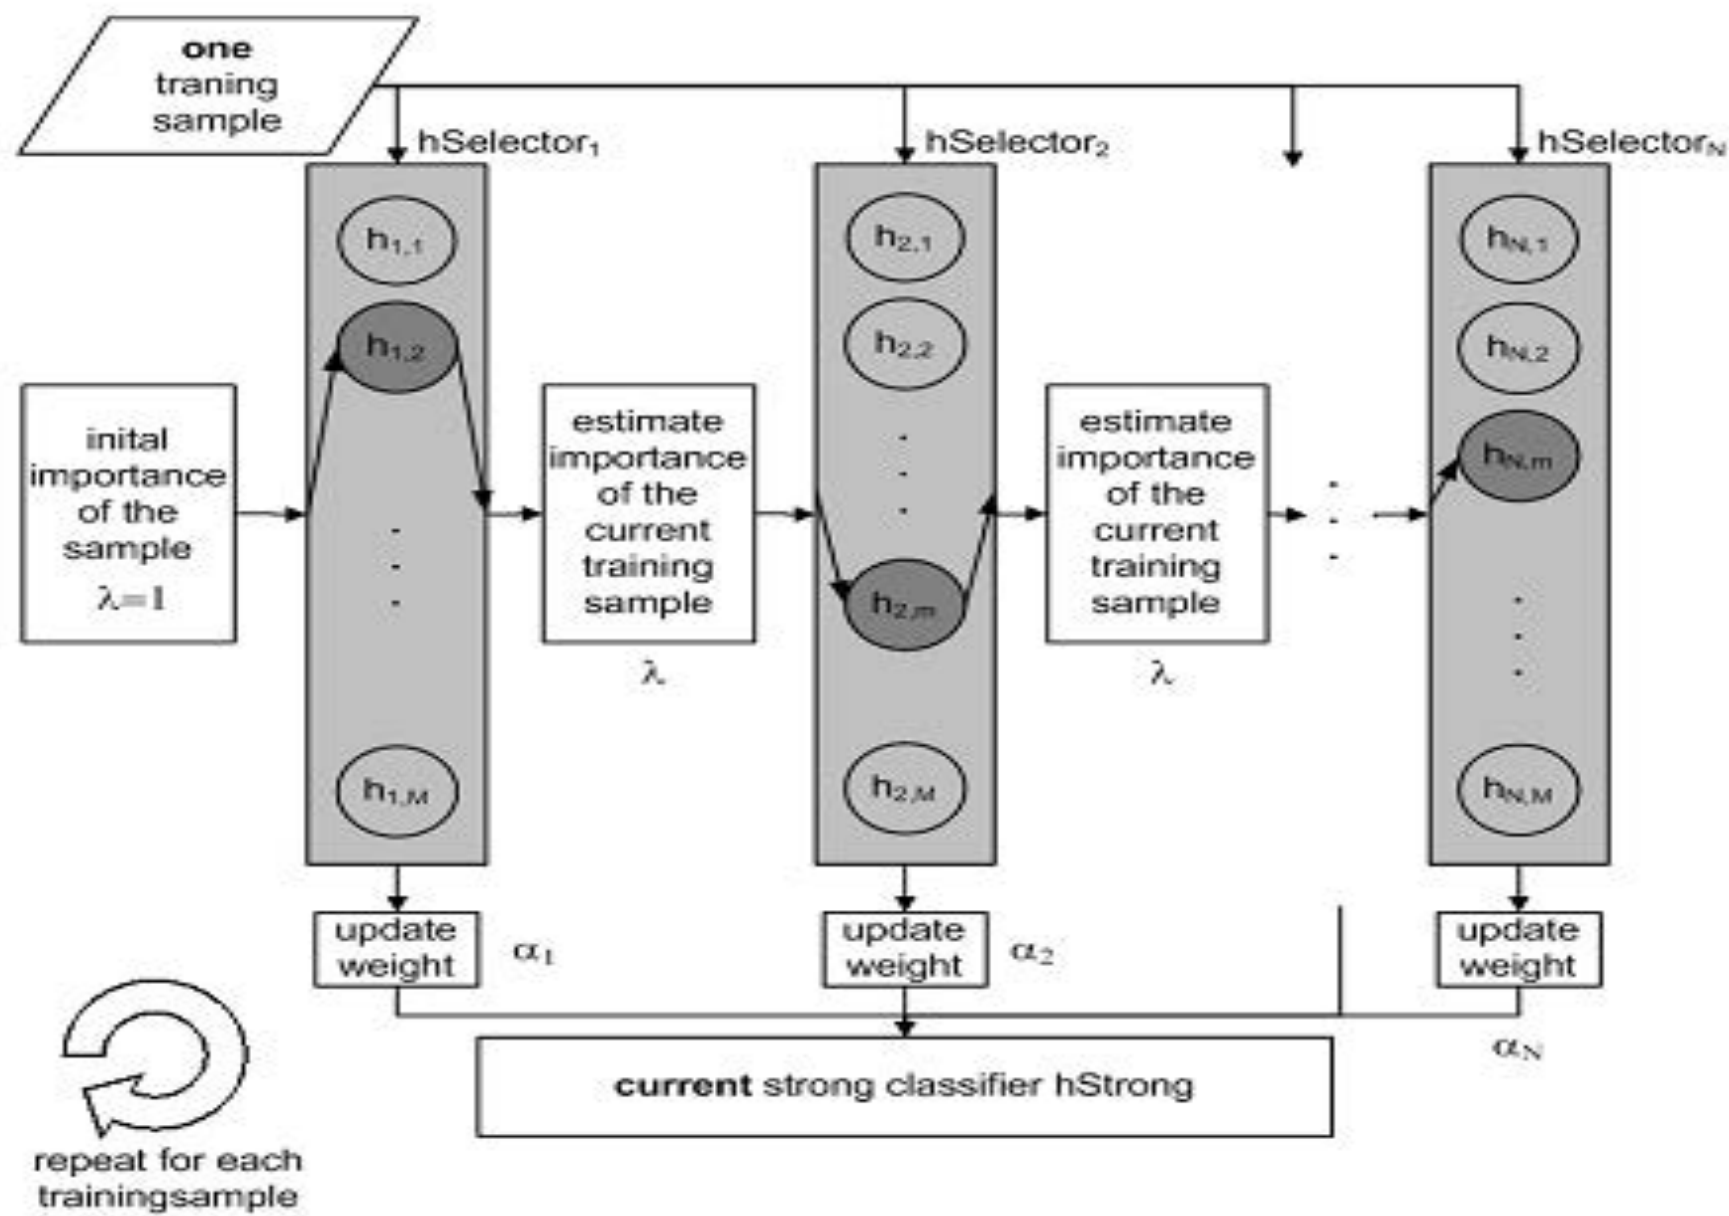 one
traning
sample
hSelector₁
hSelector₂
hSelectorN
h₁,₁
h₂,₁
hN,₁
h₁,₂
h₂,₂
hN,₂
inital
importance
of the
sample
λ=1
estimate
importance
of the
current
training
sample
λ
h₂,m
estimate
importance
of the
current
training
sample
λ
hN,m
h₁,M
h₂,M
hN,M
update
weight
α₁
update
weight
α₂
update
weight
αN
current strong classifier hStrong
repeat for each
trainingsample